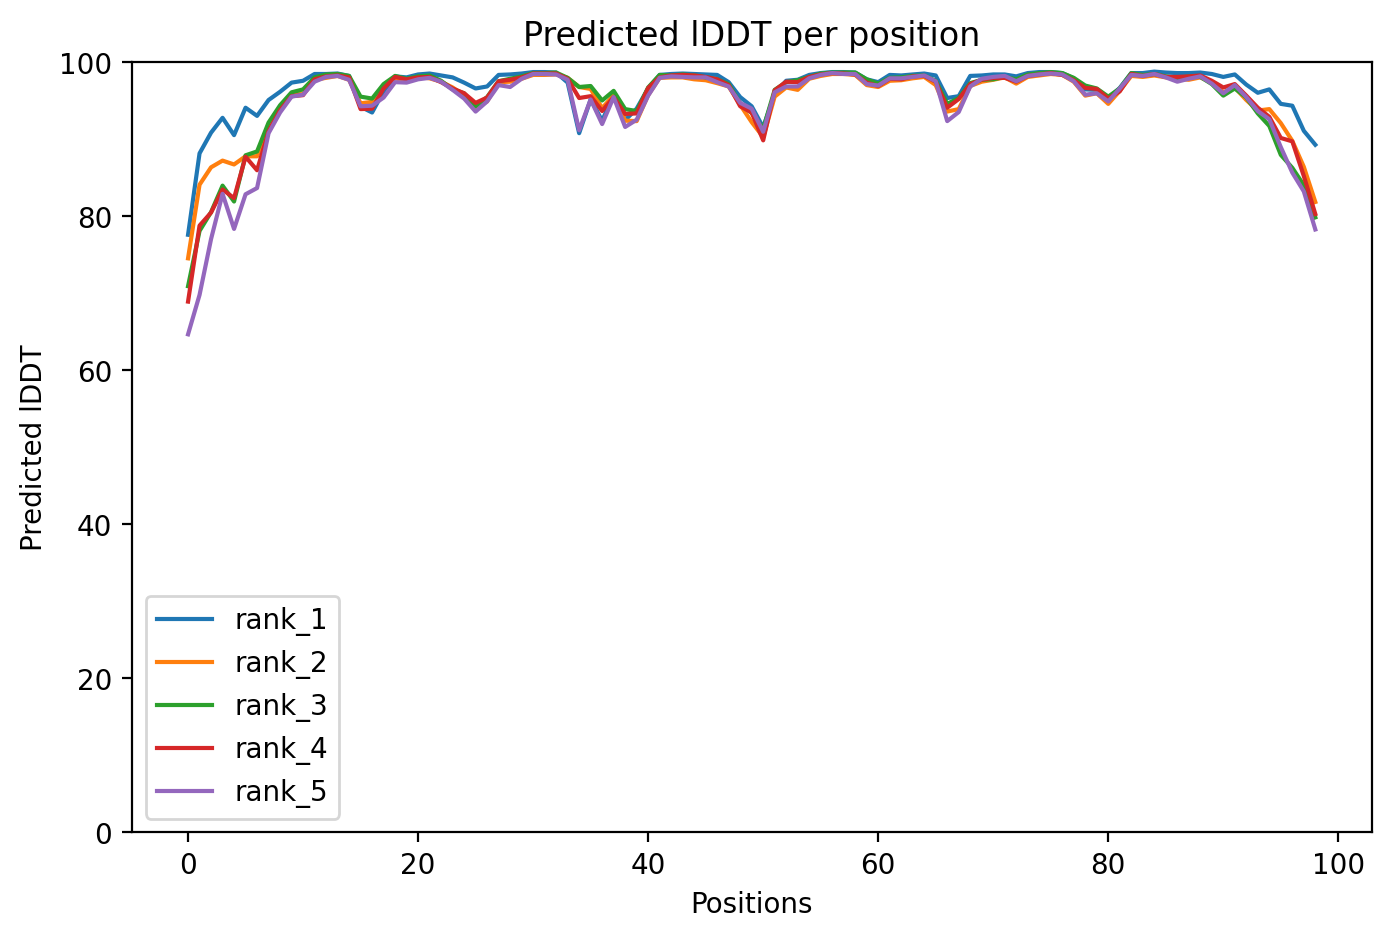 Predicted lDDT per position
100
80
60
40
20
0
Predicted lDDT
rank_1
rank_2
rank_3
rank_4
rank_5
0 20 40 60 80 100
Positions